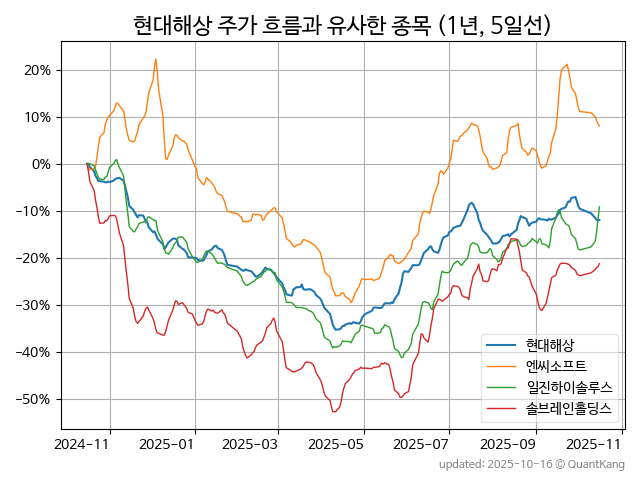 현대해상 주가 흐름과 유사한 종목 (1년, 5일선)
20%
10%
0%
-10%
-20%
-30%
-40%
-50%
현대해상
엔씨소프트
일진하이솔루스
솔브레인홀딩스
2024-11 2025-01 2025-03 2025-05 2025-07 2025-09 2025-11
updated: 2025-10-16 © QuantKang